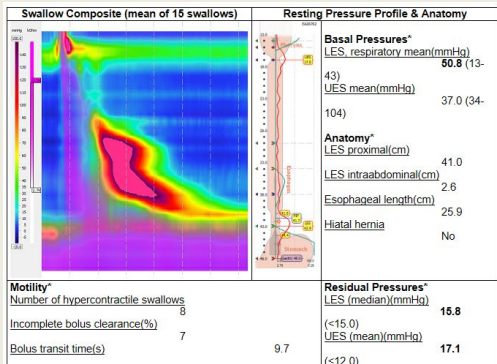 Swallow Composite (mean of 15 swallows)
Resting Pressure Profile & Anatomy
Basal Pressures*
LES, respiratory mean(mmHg)
50.8 (13-
43)
UES mean(mmHg)
37.0 (34-
104)
Anatomy*
LES proximal(cm)
41.0
LES intraabdominal(cm)
2.6
Esophageal length(cm)
25.9
Hiatal hernia
No
Pharynx
Esophagus
Stomach
Motility*
Number of hypercontractile swallows
8
Incomplete bolus clearance(%)
7
Bolus transit time(s)
9.7
Residual Pressures*
LES (median)(mmHg)
15.8
(<15.0)
UES (mean)(mmHg)
17.1
(<12.0)